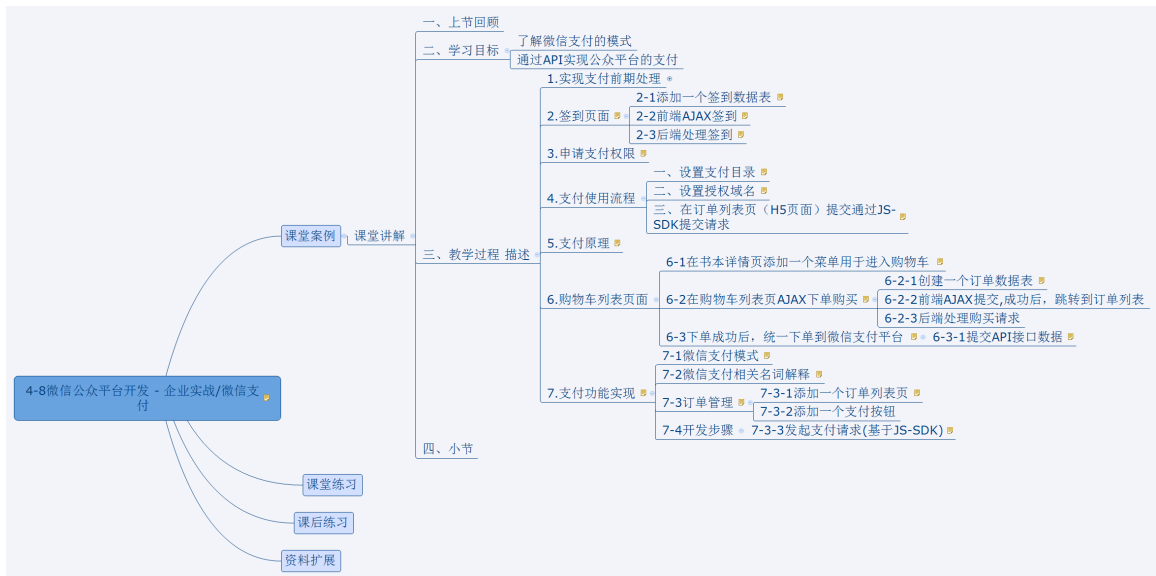 4-8微信公众平台开发 - 企业实战/微信支
付
课堂案例
课堂讲解
一、上节回顾
二、学习目标
了解微信支付的模式
通过API实现公众平台的支付
三、教学过程 描述
1.实现支付前期处理
2.签到页面
2-1添加一个签到数据表
2-2前端AJAX签到
2-3后端处理签到
3.申请支付权限
4.支付使用流程
一、设置支付目录
二、设置授权域名
三、在订单列表页（H5页面）提交通过JS-
SDK提交请求
5.支付原理
6.购物车列表页面
6-1在书本详情页添加一个菜单用于进入购物车
6-2在购物车列表页AJAX下单购买
6-2-1创建一个订单数据表
6-2-2前端AJAX提交,成功后，跳转到订单列表
6-2-3后端处理购买请求
6-3下单成功后，统一下单到微信支付平台
6-3-1提交API接口数据
7.支付功能实现
7-1微信支付模式
7-2微信支付相关名词解释
7-3订单管理
7-3-1添加一个订单列表页
7-3-2添加一个支付按钮
7-4开发步骤
7-3-3发起支付请求(基于JS-SDK)
四、小节
课堂练习
课后练习
资料扩展